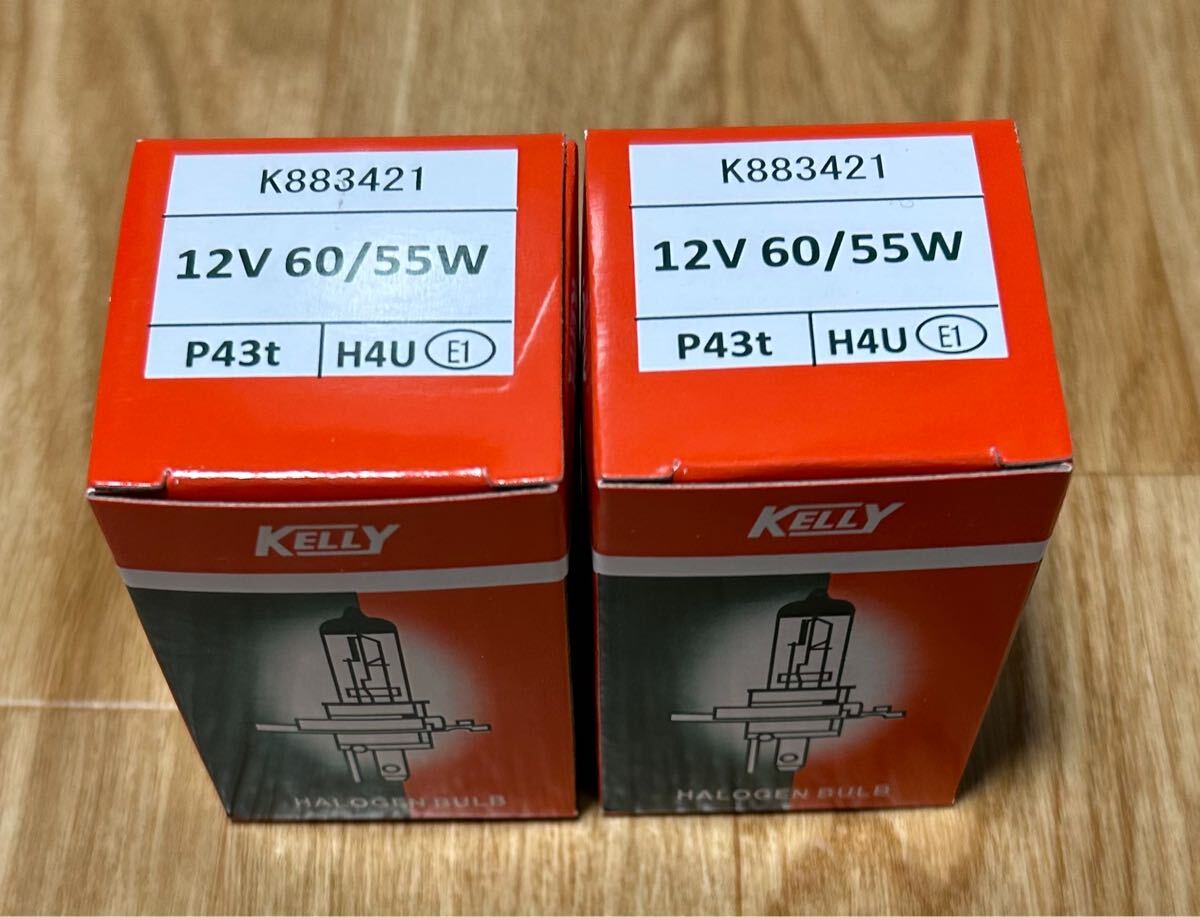 K883421
12V 60/55W
P43t H4U E1
KELLY
HALOGEN BULB
K883421
12V 60/55W
P43t H4U E1
KELLY
HALOGEN BULB